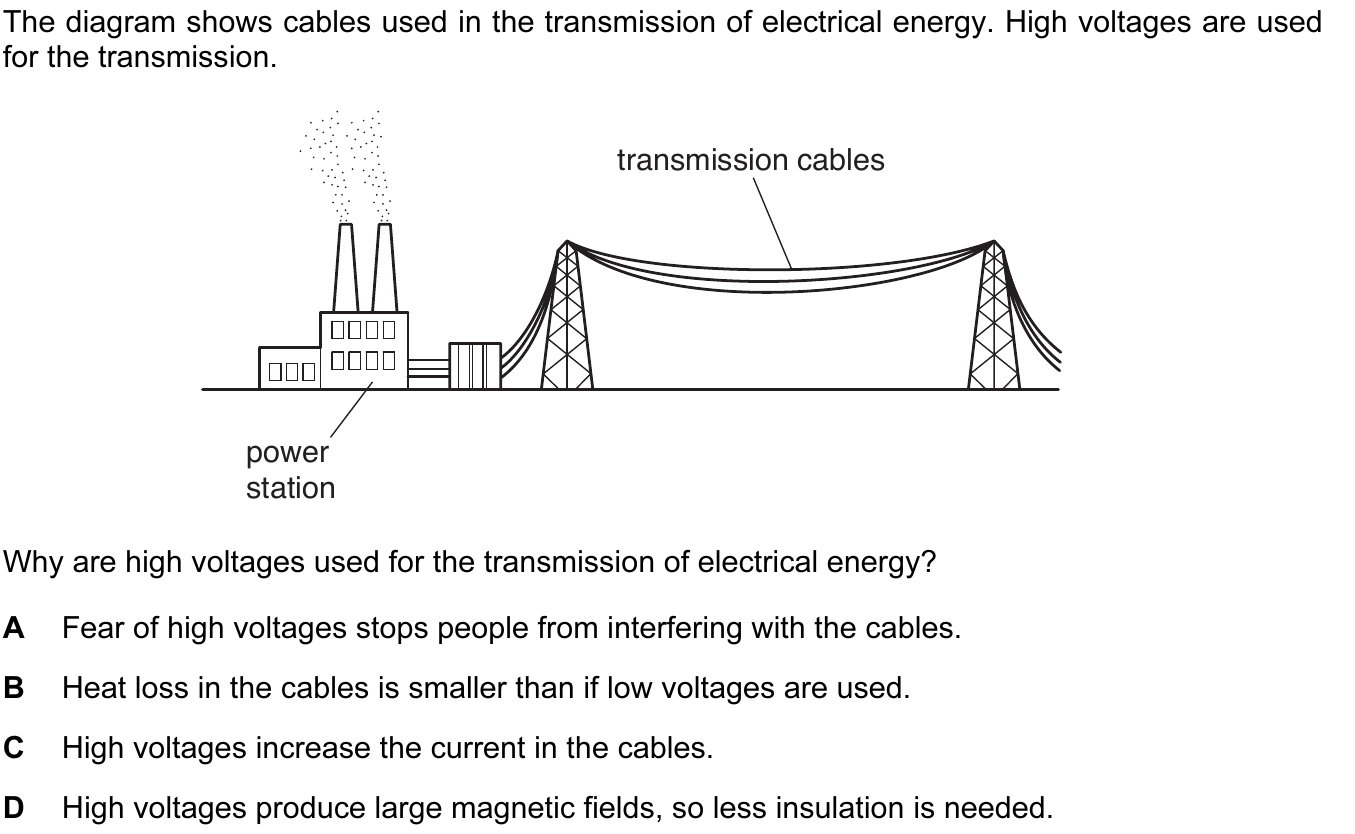 The diagram shows cables used in the transmission of electrical energy. High voltages are used
for the transmission.
transmission cables
power
station
Why are high voltages used for the transmission of electrical energy?
A Fear of high voltages stops people from interfering with the cables.
B Heat loss in the cables is smaller than if low voltages are used.
C High voltages increase the current in the cables.
D High voltages produce large magnetic fields, so less insulation is needed.